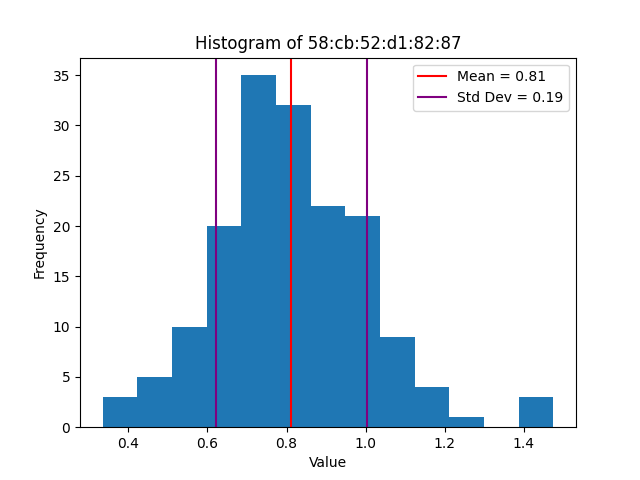 Histogram of 58:cb:52:d1:82:87
Mean = 0.81
Std Dev = 0.19
Frequency
35
30
25
20
15
10
5
0
0.4 0.6 0.8 1.0 1.2 1.4
Value